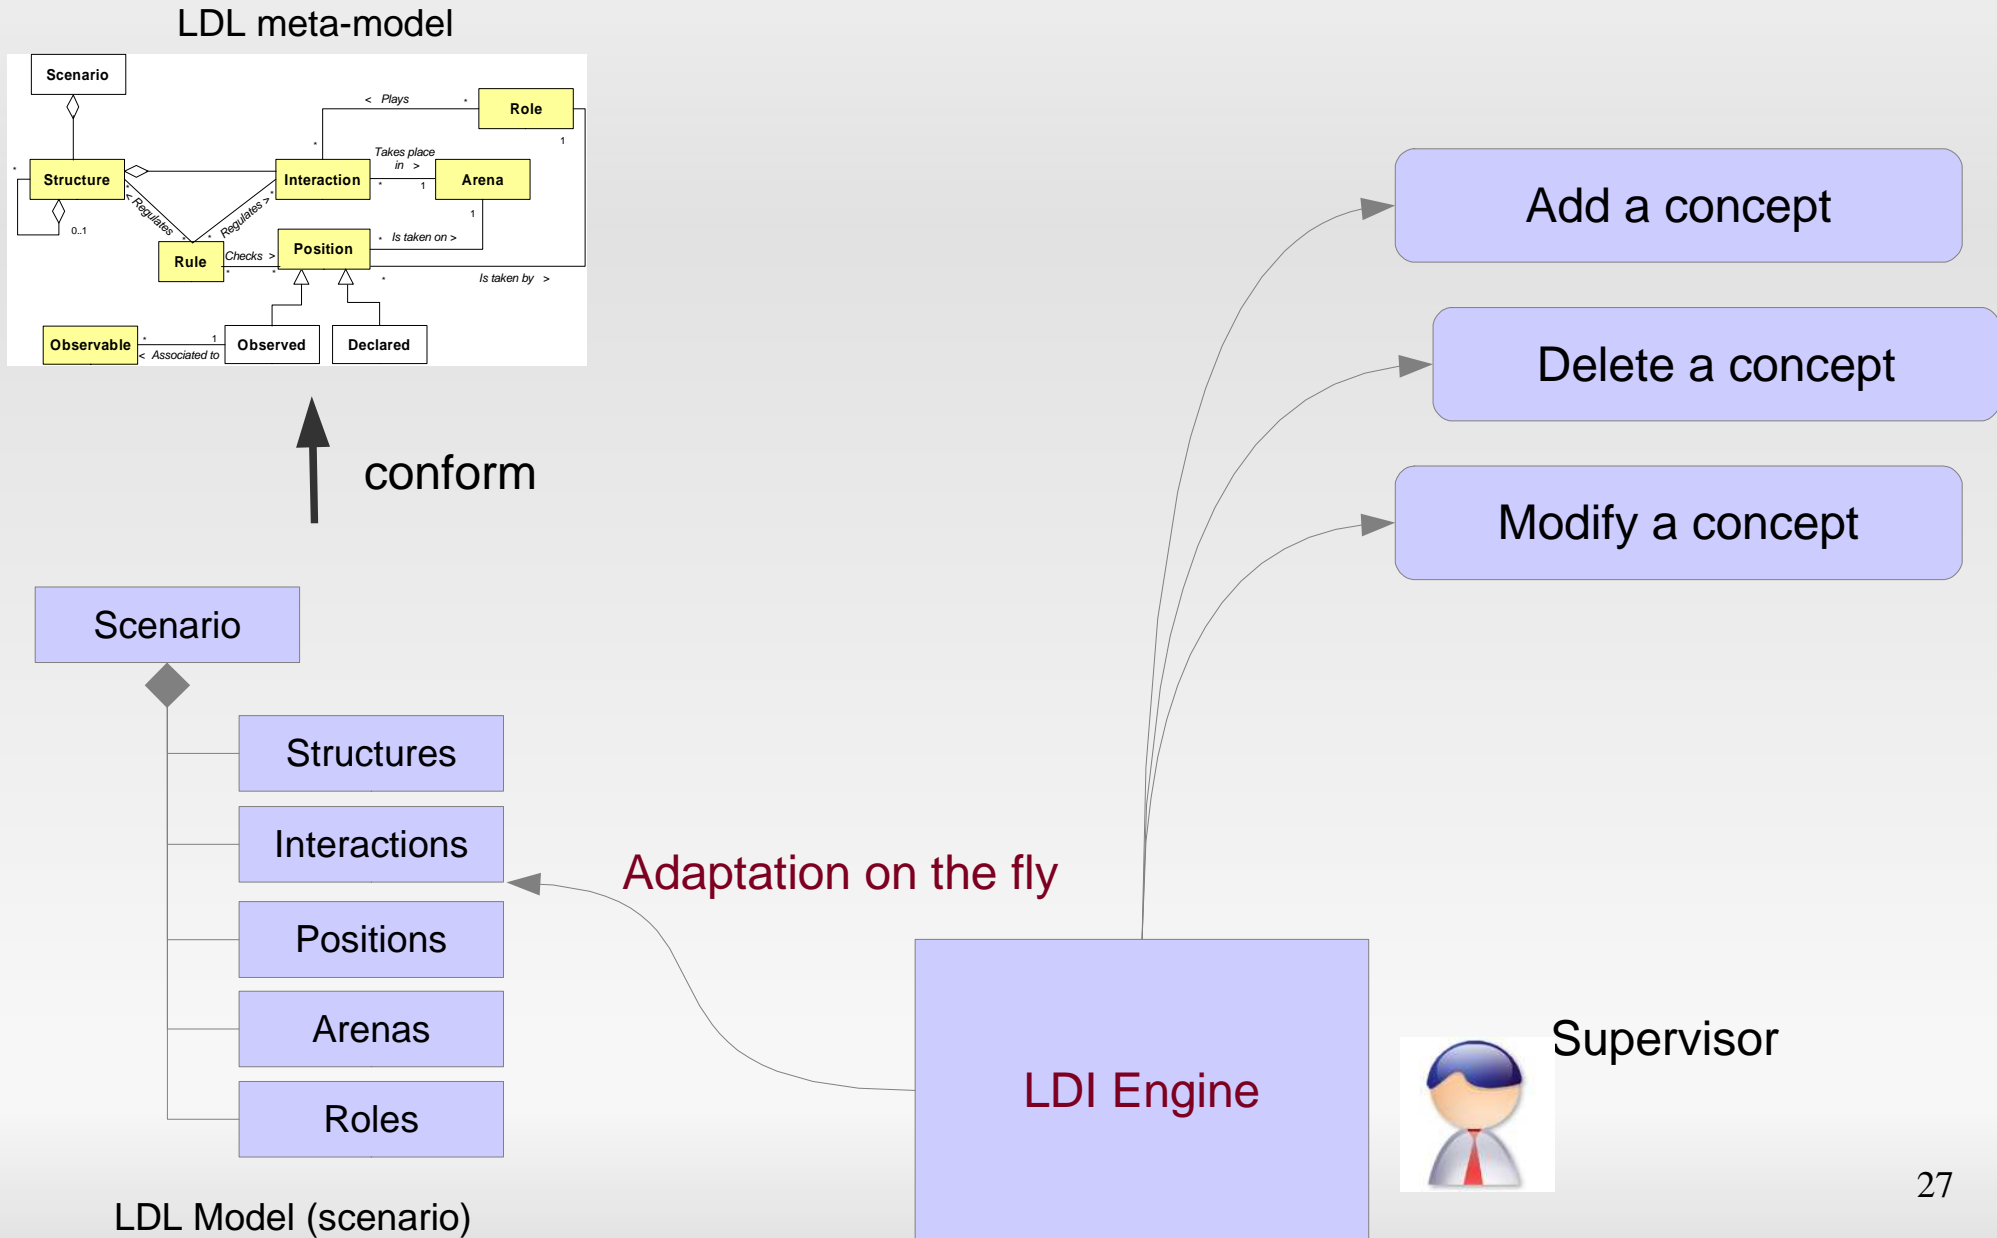 LDL meta-model
Scenario
< Plays
*
Role
*
1
Takes place
in >
*
Structure
Interaction
*
1
Arena
*
*
< Regulates
Regulates >
1
0..1
*
*
Rule
Checks >
*
*
Position
* Is taken on >
*
Is taken by >
Observable
*
1
< Associated to
Observed
Declared
conform
Scenario
Structures
Interactions
Positions
Arenas
Roles
LDL Model (scenario)
Adaptation on the fly
Add a concept
Delete a concept
Modify a concept
LDI Engine
Supervisor
27